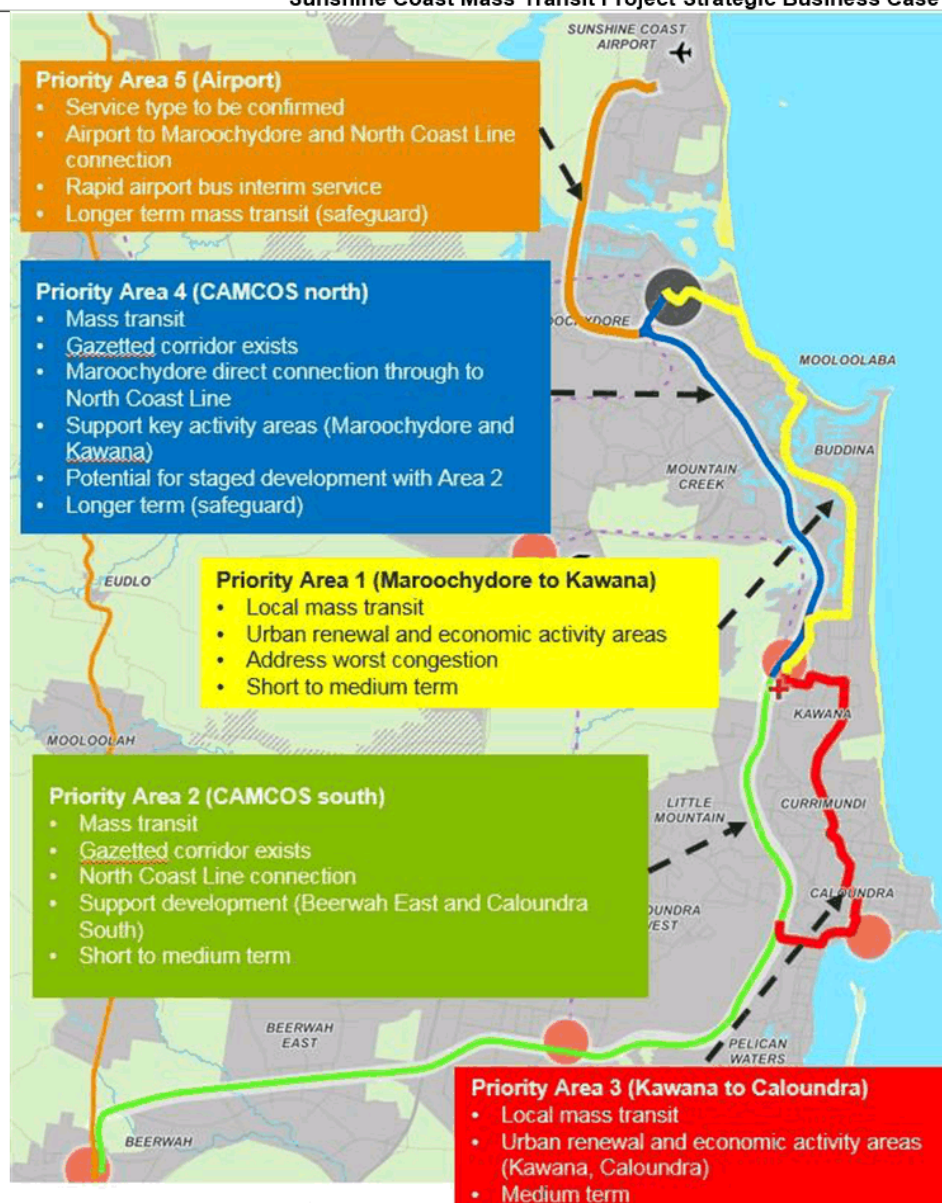 Sunshine Coast Mass Transit Project Strategic Business Case
SUNSHINE COAST
AIRPORT
Priority Area 5 (Airport)
• Service type to be confirmed
• Airport to Maroochydore and North Coast Line
connection
• Rapid airport bus interim service
• Longer term mass transit (safeguard)
Priority Area 4 (CAMCOS north)
• Mass transit
• Gazetted corridor exists
• Maroochydore direct connection through to
North Coast Line
• Support key activity areas (Maroochydore and
Kawana)
• Potential for staged development with Area 2
• Longer term (safeguard)
OOCHYDORE
MOOLOOLABA
BUDDINA
MOUNTAIN
CREEK
EUDLO
Priority Area 1 (Maroochydore to Kawana)
• Local mass transit
• Urban renewal and economic activity areas
• Address worst congestion
• Short to medium term
KAWANA
MOOLOOLAH
Priority Area 2 (CAMCOS south)
• Mass transit
• Gazetted corridor exists
• North Coast Line connection
• Support development (Beerwah East and Caloundra
South)
• Short to medium term
LITTLE
MOUNTAIN
CURRIMUNDI
CALOUNDRA
OUNDRA
VEST
BEERWAH
EAST
PELICAN
WATERS
BEERWAH
Priority Area 3 (Kawana to Caloundra)
• Local mass transit
• Urban renewal and economic activity areas
(Kawana, Caloundra)
• Medium term